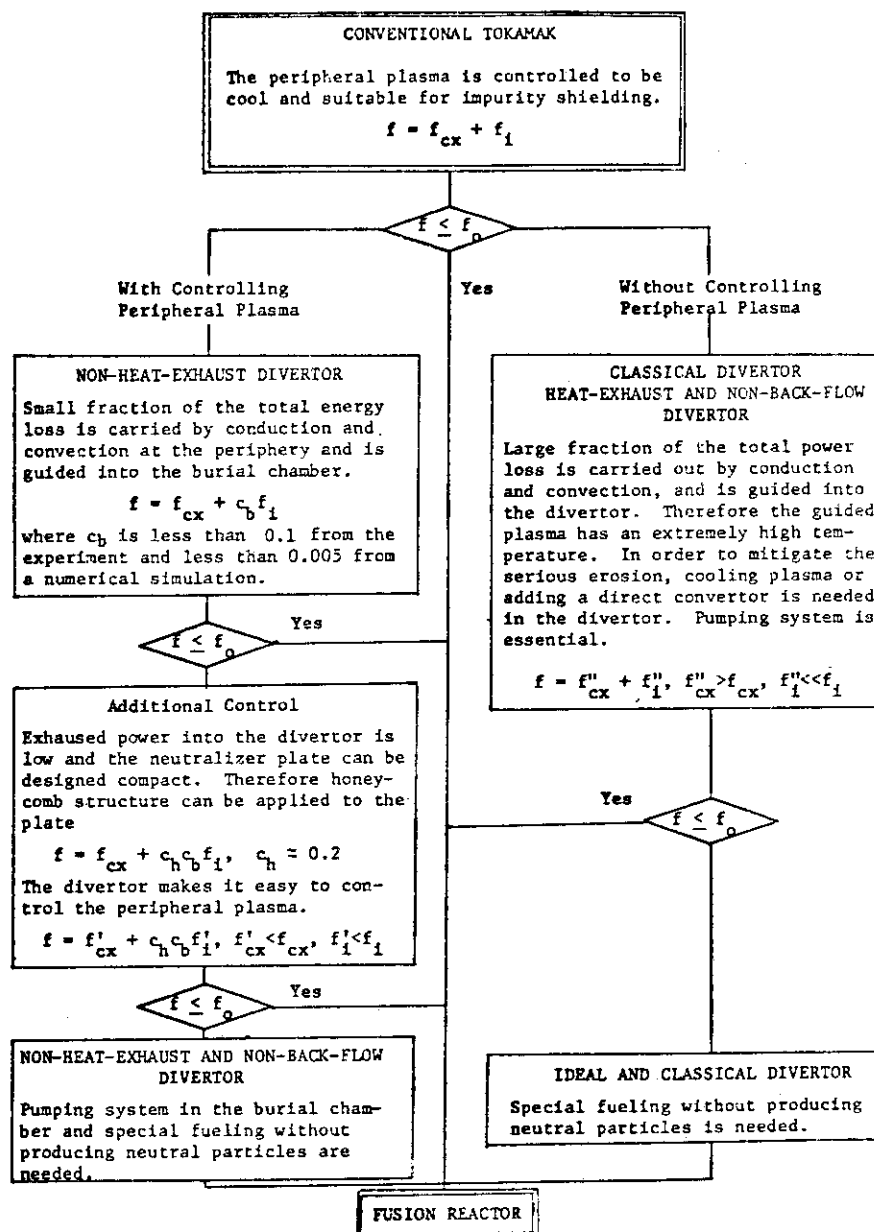 CONVENTIONAL TOKAMAK
The peripheral plasma is controlled to be
cool and suitable for impurity shielding.
f = f_cx + f_i
f ≤ f_o
With Controlling
Peripheral Plasma
Yes
Without Controlling
Peripheral Plasma
NON-HEAT-EXHAUST DIVERTOR
Small fraction of the total energy
loss is carried by conduction and
convection at the periphery and is
guided into the burial chamber.
f = f_cx + c_b f_i
where c_b is less than 0.1 from the
experiment and less than 0.005 from
a numerical simulation.
f ≤ f_o
Yes
Additional Control
Exhaused power into the divertor is
low and the neutralizer plate can be
designed compact. Therefore honey-
comb structure can be applied to the
plate
f = f_cx + c_h c_b f_i, c_h ≃ 0.2
The divertor makes it easy to con-
trol the peripheral plasma.
f = f'_cx + c_h c_b f'_i, f'_cx<f_cx, f'_i<f_i
f ≤ f_o
Yes
NON-HEAT-EXHAUST AND NON-BACK-FLOW
DIVERTOR
Pumping system in the burial cham-
ber and special fueling without
producing neutral particles are
needed.
CLASSICAL DIVERTOR
HEAT-EXHAUST AND NON-BACK-FLOW
DIVERTOR
Large fraction of the total power
loss is carried out by conduction
and convection, and is guided into
the divertor. Therefore the guided
plasma has an extremely high tem-
perature. In order to mitigate the
serious erosion, cooling plasma or
adding a direct convertor is needed
in the divertor. Pumping system is
essential.
f = f"_cx + f"_i, f"_cx>f_cx, f"_i<<f_i
Yes
f ≤ f_o
IDEAL AND CLASSICAL DIVERTOR
Special fueling without producing
neutral particles is needed.
FUSION REACTOR